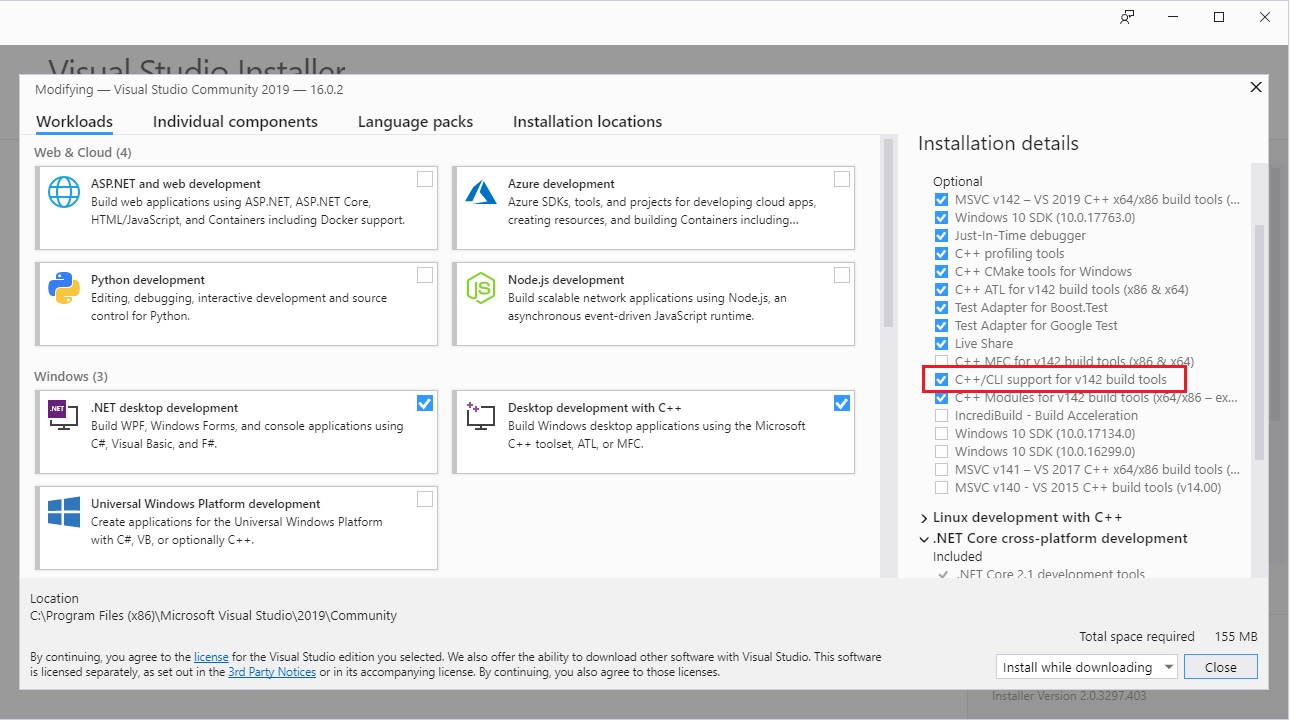 Visual Studio Installer
Modifying — Visual Studio Community 2019 — 16.0.2
Workloads
Individual components
Language packs
Installation locations
Web & Cloud (4)
ASP.NET and web development
Build web applications using ASP.NET, ASP.NET Core,
HTML/JavaScript, and Containers including Docker support.
Azure development
Azure SDKs, tools, and projects for developing cloud apps,
creating resources, and building Containers including...
Python development
Editing, debugging, interactive development and source
control for Python.
JS
Node.js development
Build scalable network applications using Node.js, an
asynchronous event-driven JavaScript runtime.
Windows (3)
.NET
.NET desktop development
Build WPF, Windows Forms, and console applications using
C#, Visual Basic, and F#.
Desktop development with C++
Build Windows desktop applications using the Microsoft
C++ toolset, ATL, or MFC.
Universal Windows Platform development
Create applications for the Universal Windows Platform
with C#, VB, or optionally C++.
Installation details
Optional
MSVC v142 – VS 2019 C++ x64/x86 build tools (...
Windows 10 SDK (10.0.17763.0)
Just-In-Time debugger
C++ profiling tools
C++ CMake tools for Windows
C++ ATL for v142 build tools (x86 & x64)
Test Adapter for Boost.Test
Test Adapter for Google Test
Live Share
C++ MFC for v142 build tools (x86 & x64)
C++/CLI support for v142 build tools
C++ Modules for v142 build tools (x64/x86 – ex...
IncrediBuild - Build Acceleration
Windows 10 SDK (10.0.17134.0)
Windows 10 SDK (10.0.16299.0)
MSVC v141 – VS 2017 C++ x64/x86 build tools (...
MSVC v140 - VS 2015 C++ build tools (v14.00)
Linux development with C++
.NET Core cross-platform development
Included
.NET Core 2.1 development tools
Location
C:\Program Files (x86)\Microsoft Visual Studio\2019\Community
Total space required 155 MB
By continuing, you agree to the license for the Visual Studio edition you selected. We also offer the ability to download other software with Visual Studio. This software
is licensed separately, as set out in the 3rd Party Notices or in its accompanying license. By continuing, you also agree to those licenses.
Install while downloading
Close
Installer Version 2.0.3297.403